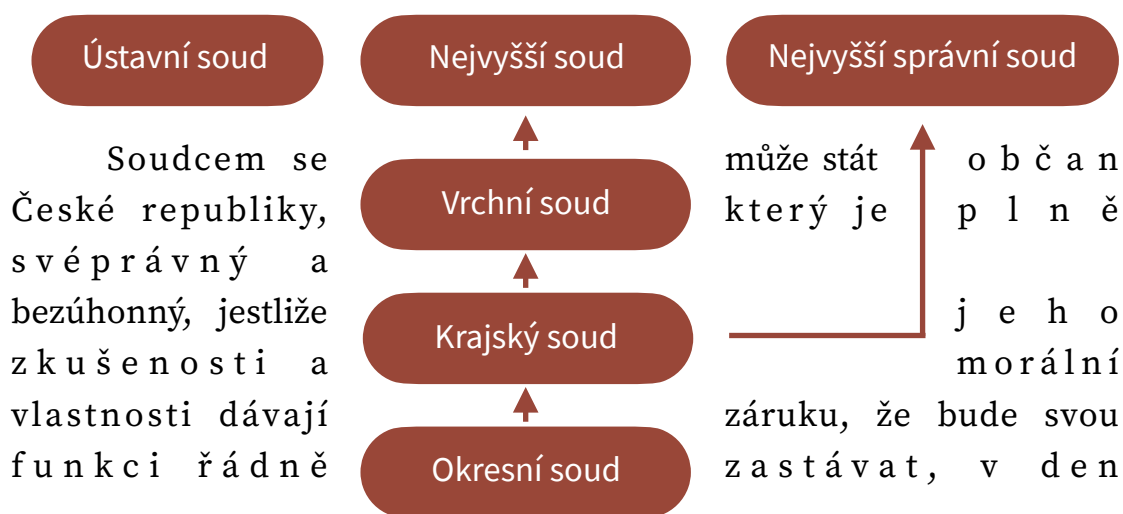 Ústavní soud
Nejvyšší soud
Nejvyšší správní soud
Vrchní soud
Krajský soud
Okresní soud
Soudcem se může stát občan
České republiky, který je plně
svéprávný a
bezúhonný, jestliže jeho
zkušenosti a morální
vlastnosti dávají záruku, že bude svou
funkci řádně zastávat, v den